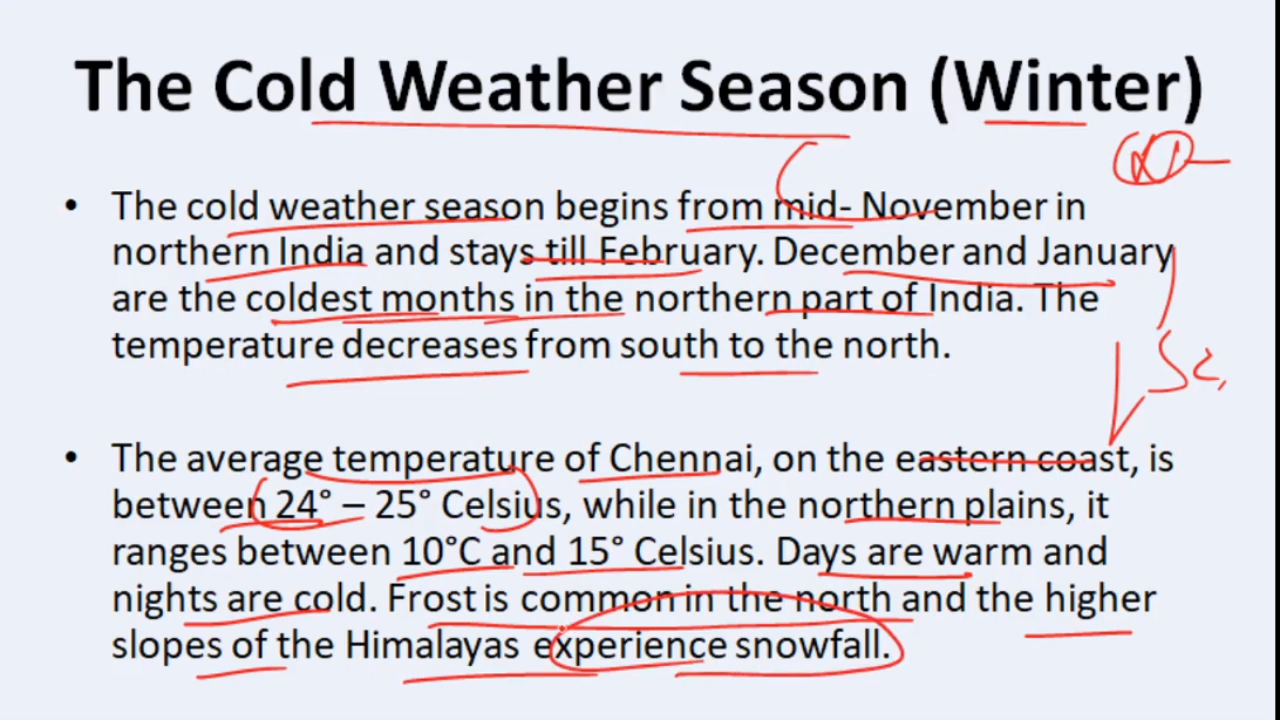 The Cold Weather Season (Winter)
• The cold weather season begins from mid- November in
northern India and stays till February. December and January
are the coldest months in the northern part of India. The
temperature decreases from south to the north.
• The average temperature of Chennai, on the eastern coast, is
between 24° – 25° Celsius, while in the northern plains, it
ranges between 10°C and 15° Celsius. Days are warm and
nights are cold. Frost is common in the north and the higher
slopes of the Himalayas experience snowfall.